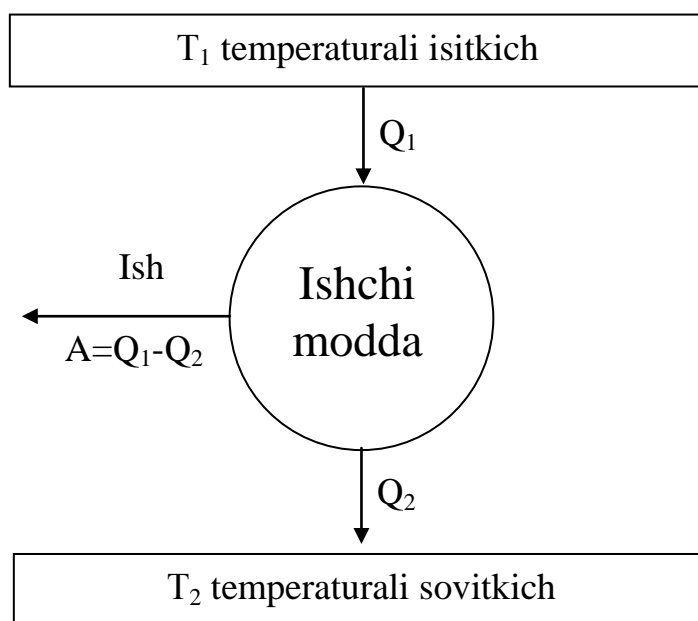 T₁ temperaturali isitkich
Q₁
Ish
A=Q₁-Q₂
Ishchi
modda
Q₂
T₂ temperaturali sovitkich